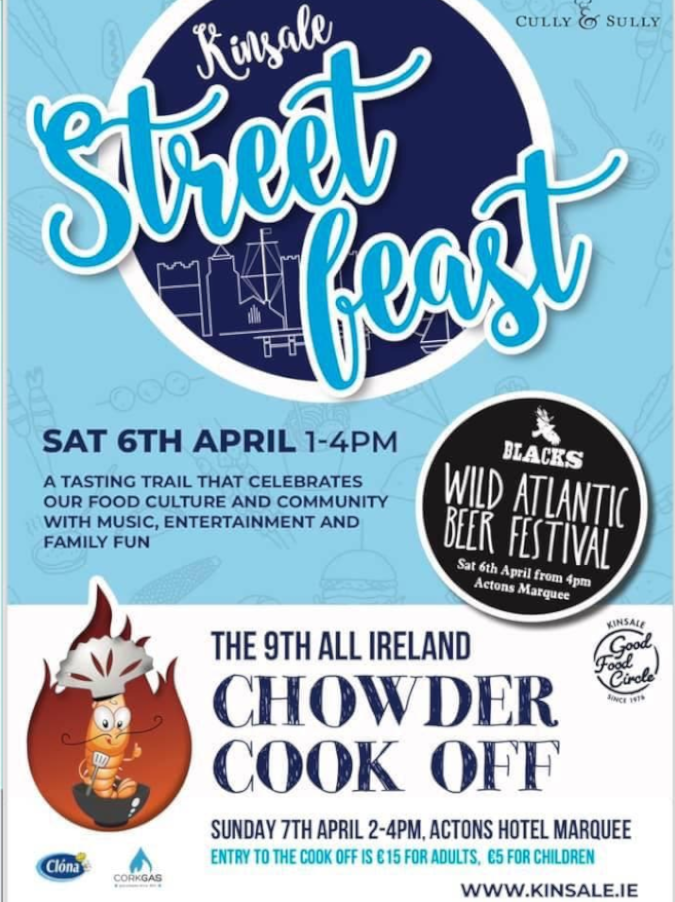 CULLY & SULLY
Kinsale
Street
feast
SAT 6TH APRIL 1-4PM
A TASTING TRAIL THAT CELEBRATES
OUR FOOD CULTURE AND COMMUNITY
WITH MUSIC, ENTERTAINMENT AND
FAMILY FUN
BLACKS
WILD ATLANTIC
BEER FESTIVAL
Sat 6th April from 4pm
Actons Marquee
THE 9TH ALL IRELAND
CHOWDER
COOK OFF
KINSALE
Good
Food
Circle
SINCE 1976
SUNDAY 7TH APRIL 2-4PM, ACTONS HOTEL MARQUEE
ENTRY TO THE COOK OFF IS €15 FOR ADULTS, €5 FOR CHILDREN
Clóna
CORKGAS
WWW.KINSALE.IE